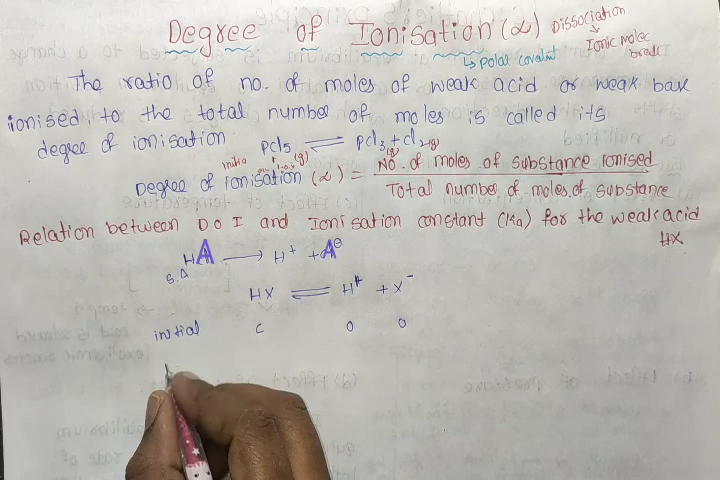 Degree of Ionisation (α) Dissociation
↓
Ionic molec
break
↳ polar covalent
The ratio of no. of moles of weak acid or weak base
ionised to the total number of moles is called its
degree of ionisation
PCl5 (g) ⇌ PCl3 (g) + Cl2 (g)
Degree of ionisation (α) = No. of moles of substance ionised
Total number of moles of substance
Relation between D O I and Ionisation constant (Ka) for the weak acid
HX
HA ⟶ H+ + A⊖
S.A
HX ⇌ H+ + X-
initial C 0 0